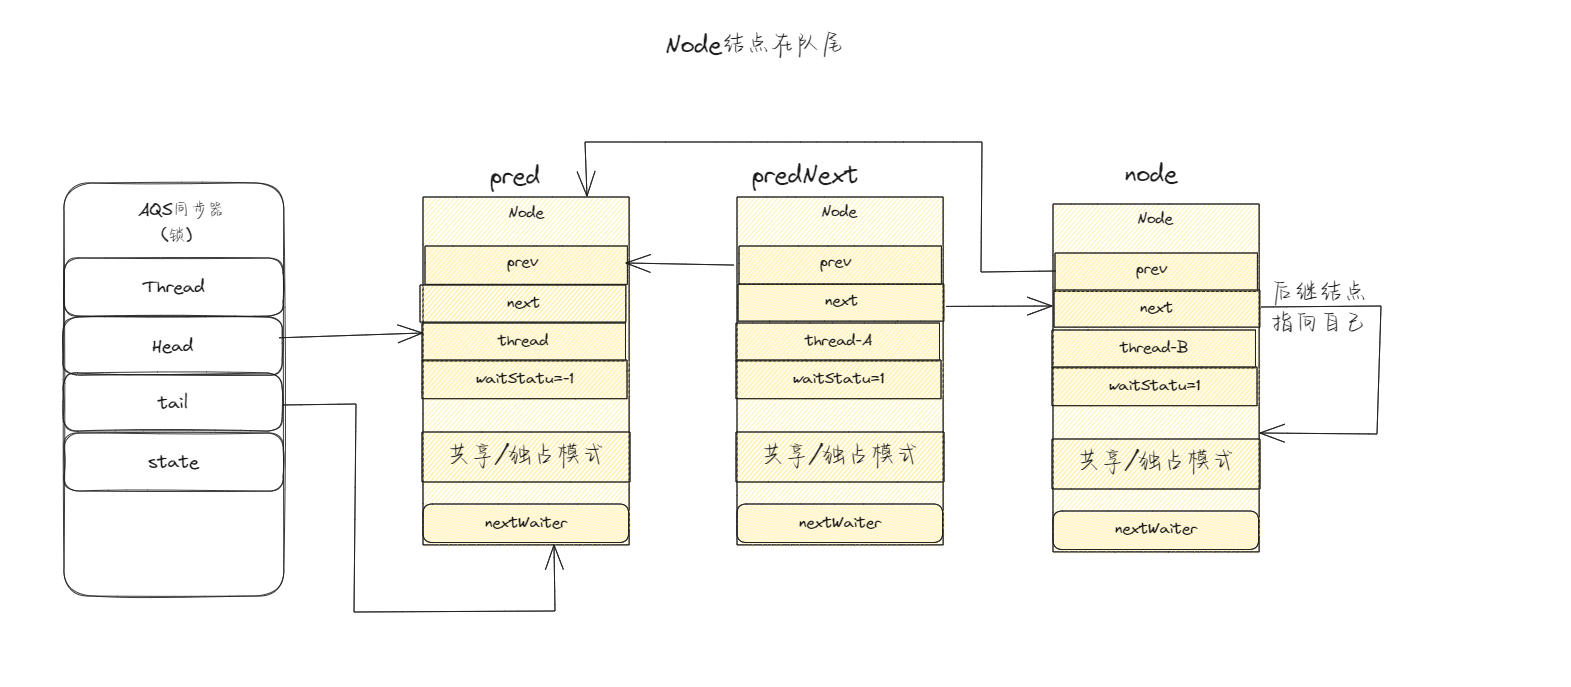 Node结点在队尾
AQS同步器
(锁)
Thread
Head
tail
state
pred
Node
prev
next
thread
waitStatu=-1
共享/独占模式
nextWaiter
predNext
Node
prev
next
thread-A
waitStatu=1
共享/独占模式
nextWaiter
node
Node
prev
next
thread-B
waitStatu=1
共享/独占模式
nextWaiter
后继结点
指向自己